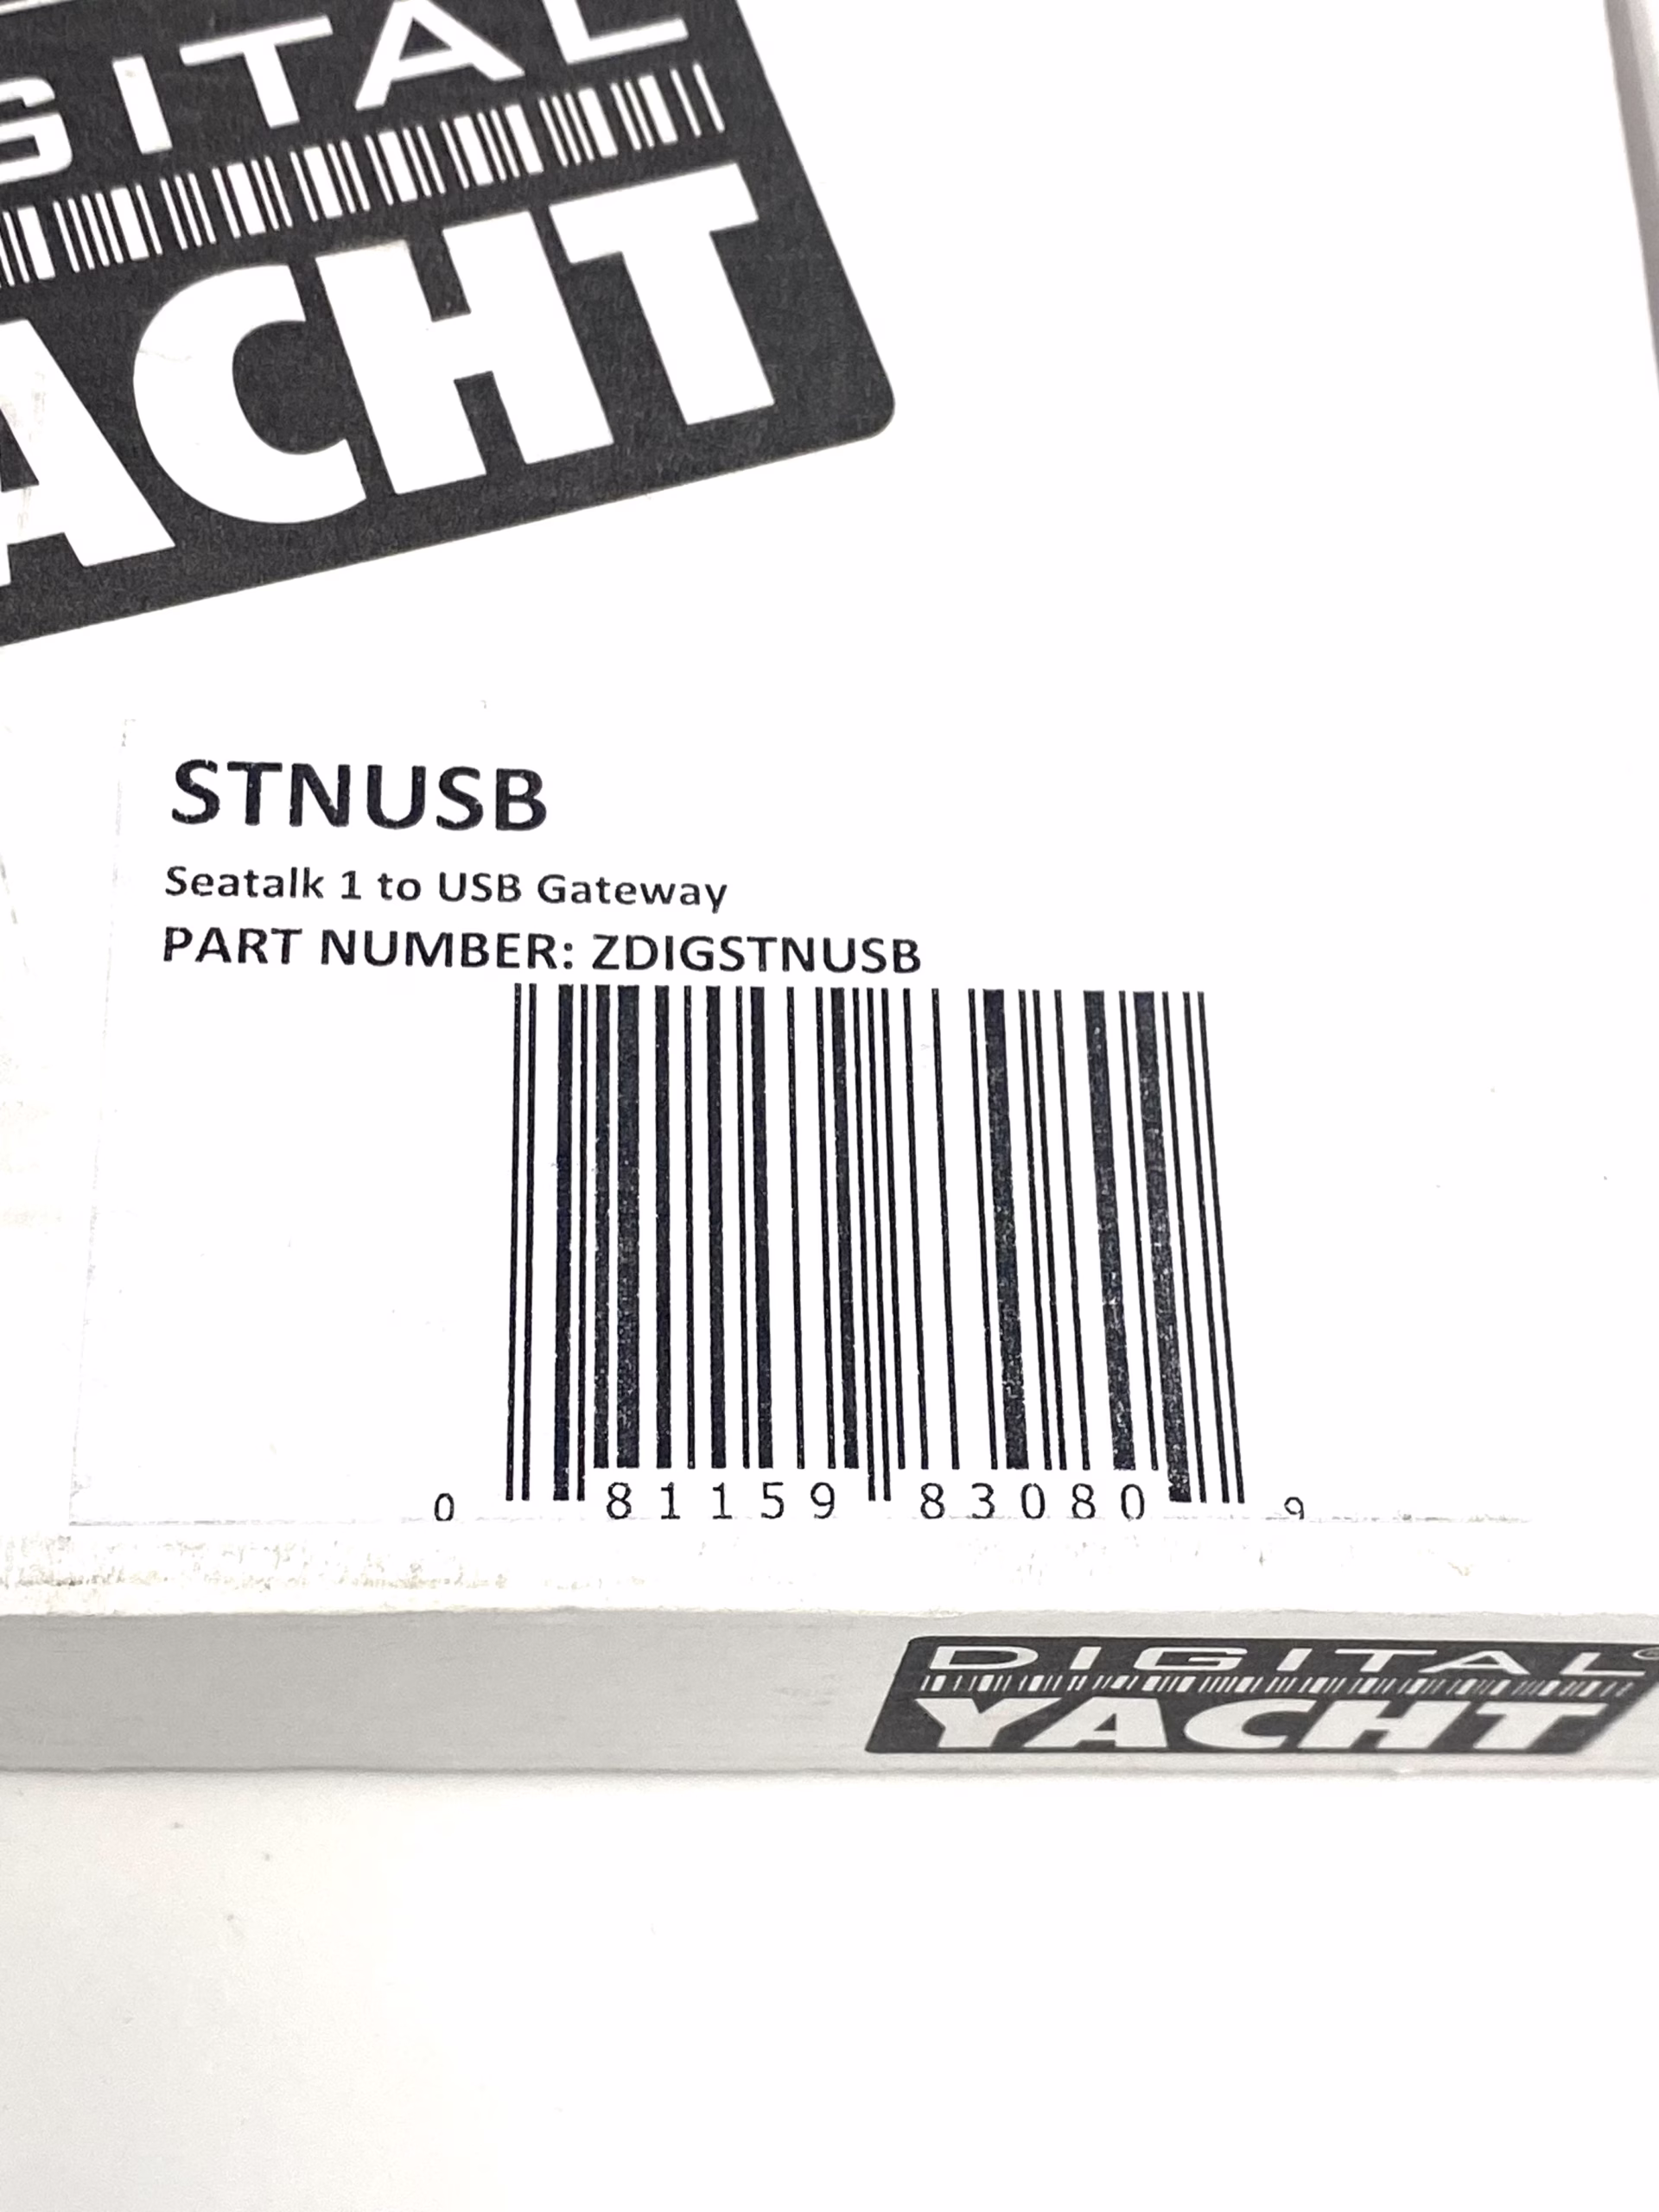 GITAL
ACHT
STNUSB
Seatalk 1 to USB Gateway
PART NUMBER: ZDIGSTNUSB
0 81159 83080 9
DIGITAL
YACHT